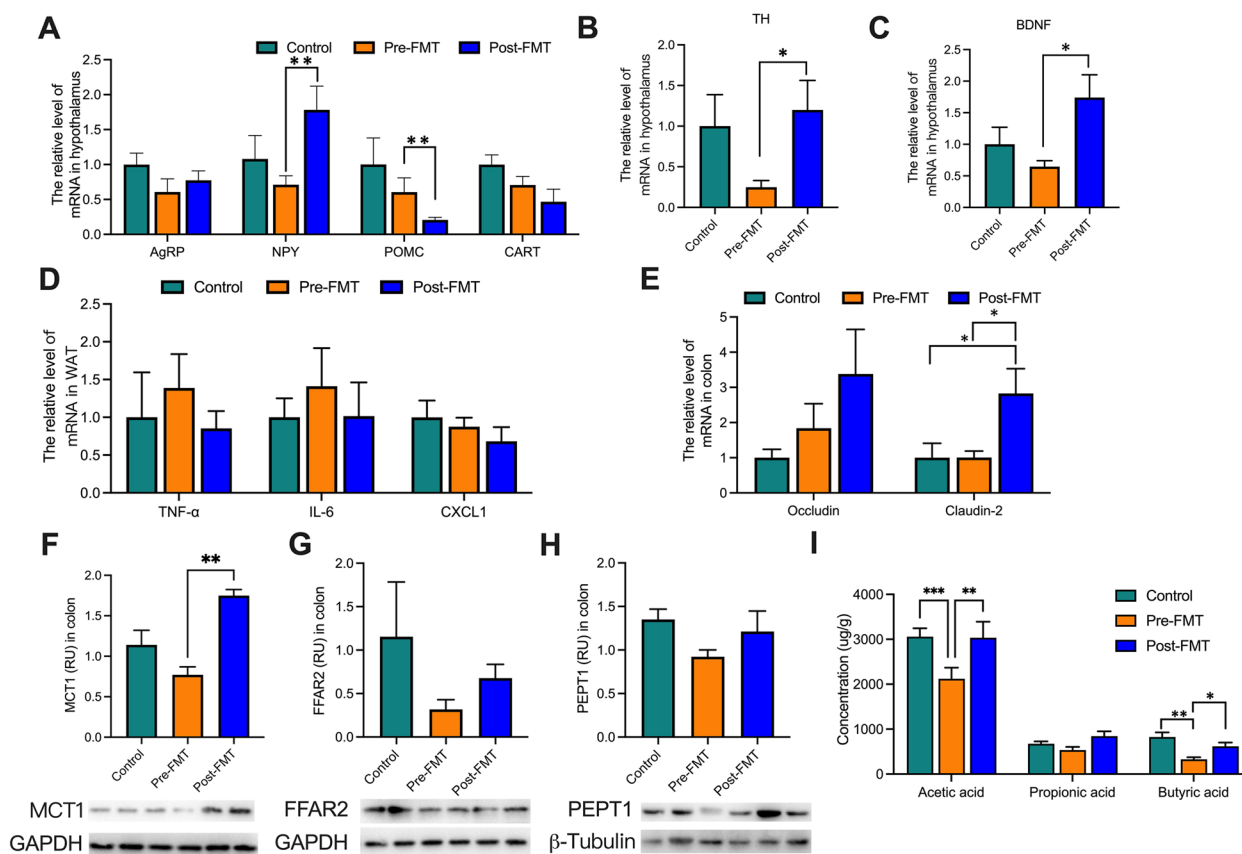 A
Control Pre-FMT Post-FMT
The relative level of
mRNA in hypothalamus
2.5
2.0
1.5
1.0
0.5
0.0
**
**
AgRP NPY POMC CART
B
TH
The relative level of
mRNA in hypothalamus
2.0
1.5
1.0
0.5
0.0
*
Control Pre-FMT Post-FMT
C
BDNF
The relative level of
mRNA in hypothalamus
2.5
2.0
1.5
1.0
0.5
0.0
*
Control Pre-FMT Post-FMT
D
Control Pre-FMT Post-FMT
The relative level of
mRNA in WAT
2.5
2.0
1.5
1.0
0.5
0.0
TNF-α IL-6 CXCL1
E
Control Pre-FMT Post-FMT
The relative level of
mRNA in colon
5
4
3
2
1
0
*
*
Occludin Claudin-2
F
MCT1 (RU) in colon
2.0
1.5
1.0
0.5
0.0
**
Control Pre-FMT Post-FMT
MCT1
GAPDH
G
FFAR2 (RU) in colon
2.0
1.5
1.0
0.5
0.0
Control Pre-FMT Post-FMT
FFAR2
GAPDH
H
PEPT1 (RU) in colon
2.0
1.5
1.0
0.5
0.0
Control Pre-FMT Post-FMT
PEPT1
β-Tubulin
I
Concentration (ug/g)
4000
3000
2000
1000
0
Control
Pre-FMT
Post-FMT
*** **
** *
Acetic acid Propionic acid Butyric acid